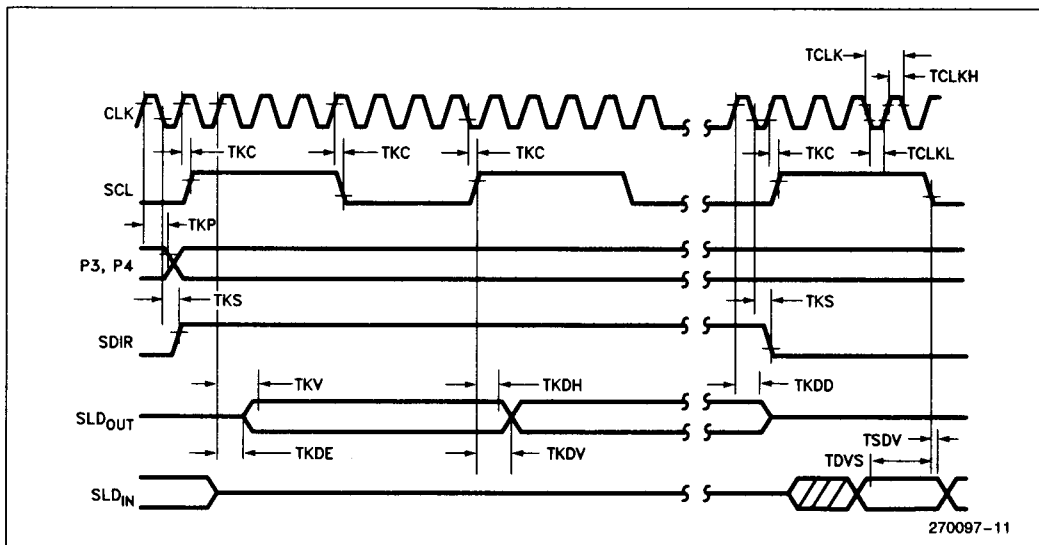 TCLK
TCLKH
CLK
TKC
TKC
TKC
TKC
TCLKL
SCL
TKP
P3, P4
TKS
TKS
SDIR
TKV
TKDH
TKDD
SLDOUT
TKDE
TKDV
TSDV
TDVS
SLDIN
270097-11